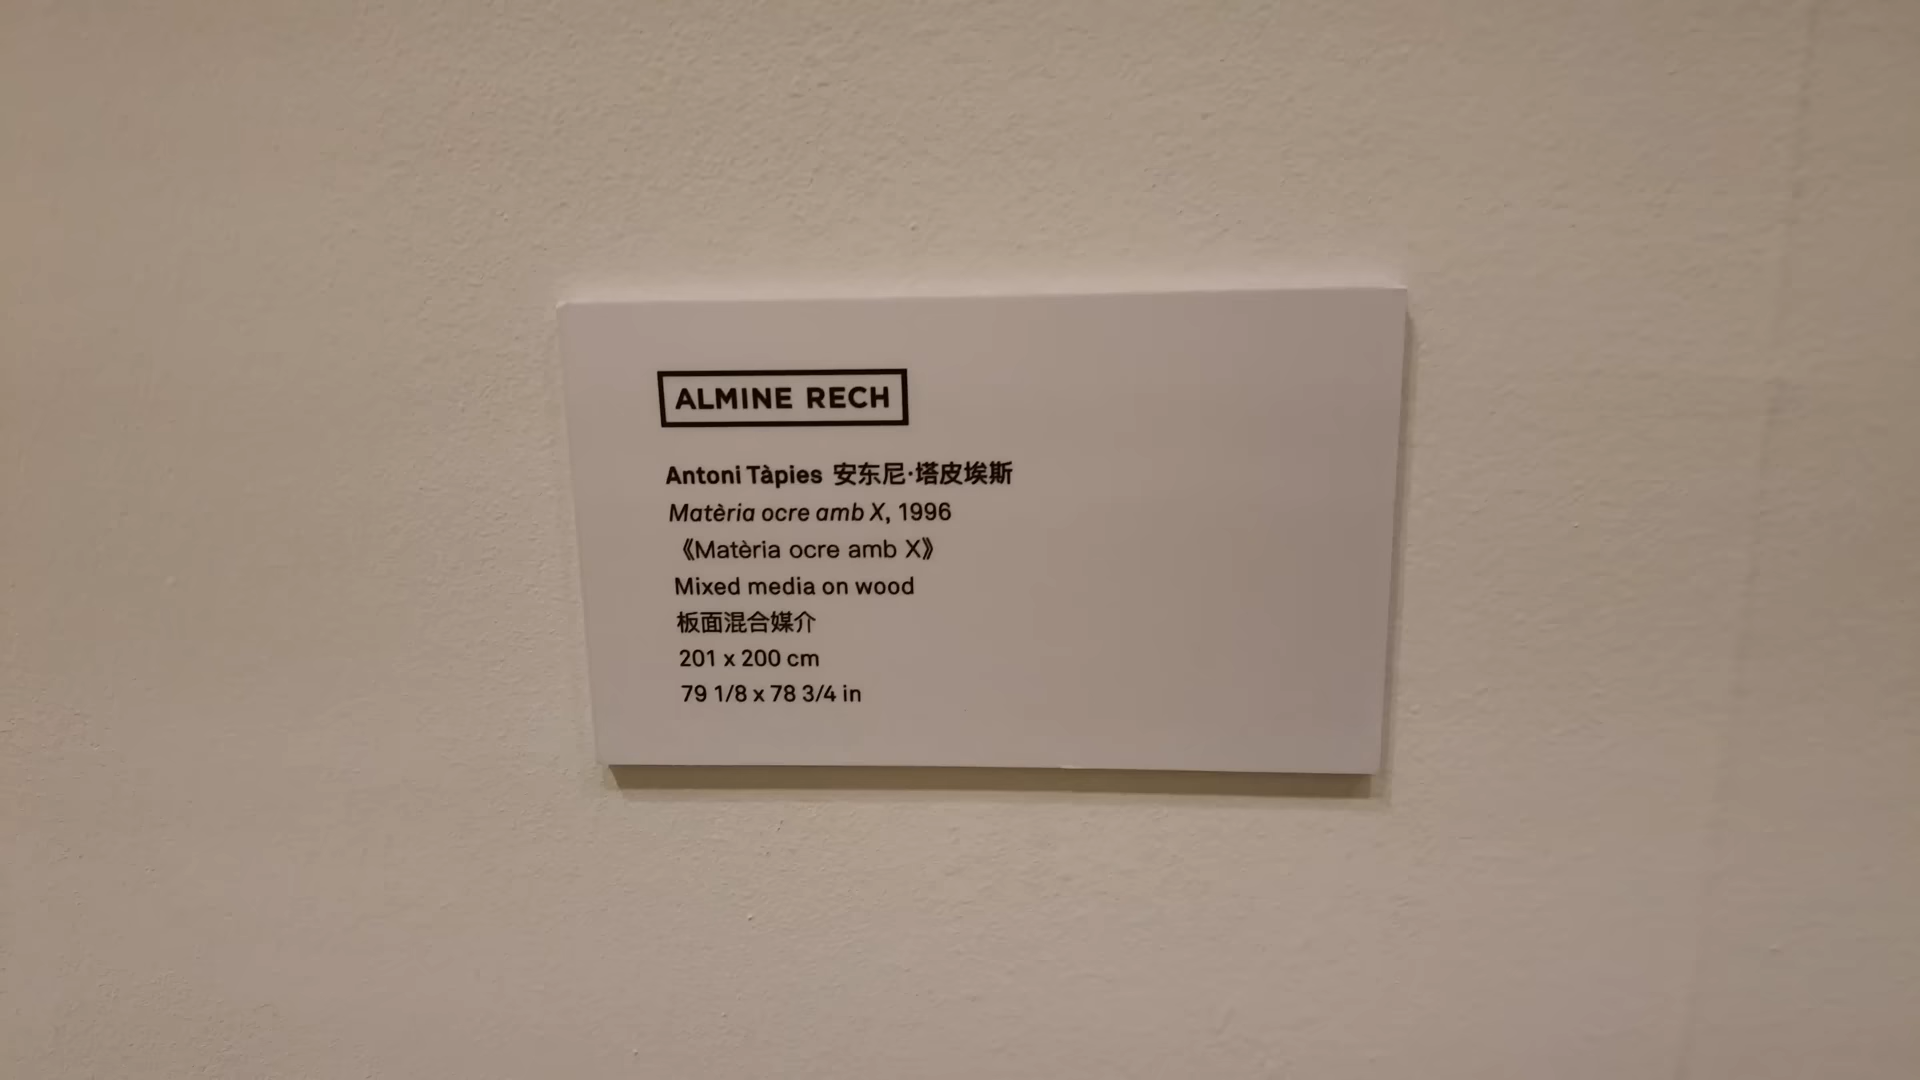 ALMINE RECH
Antoni Tàpies 安东尼·塔皮埃斯
Matèria ocre amb X, 1996
《Matèria ocre amb X》
Mixed media on wood
板面混合媒介
201 x 200 cm
79 1/8 x 78 3/4 in